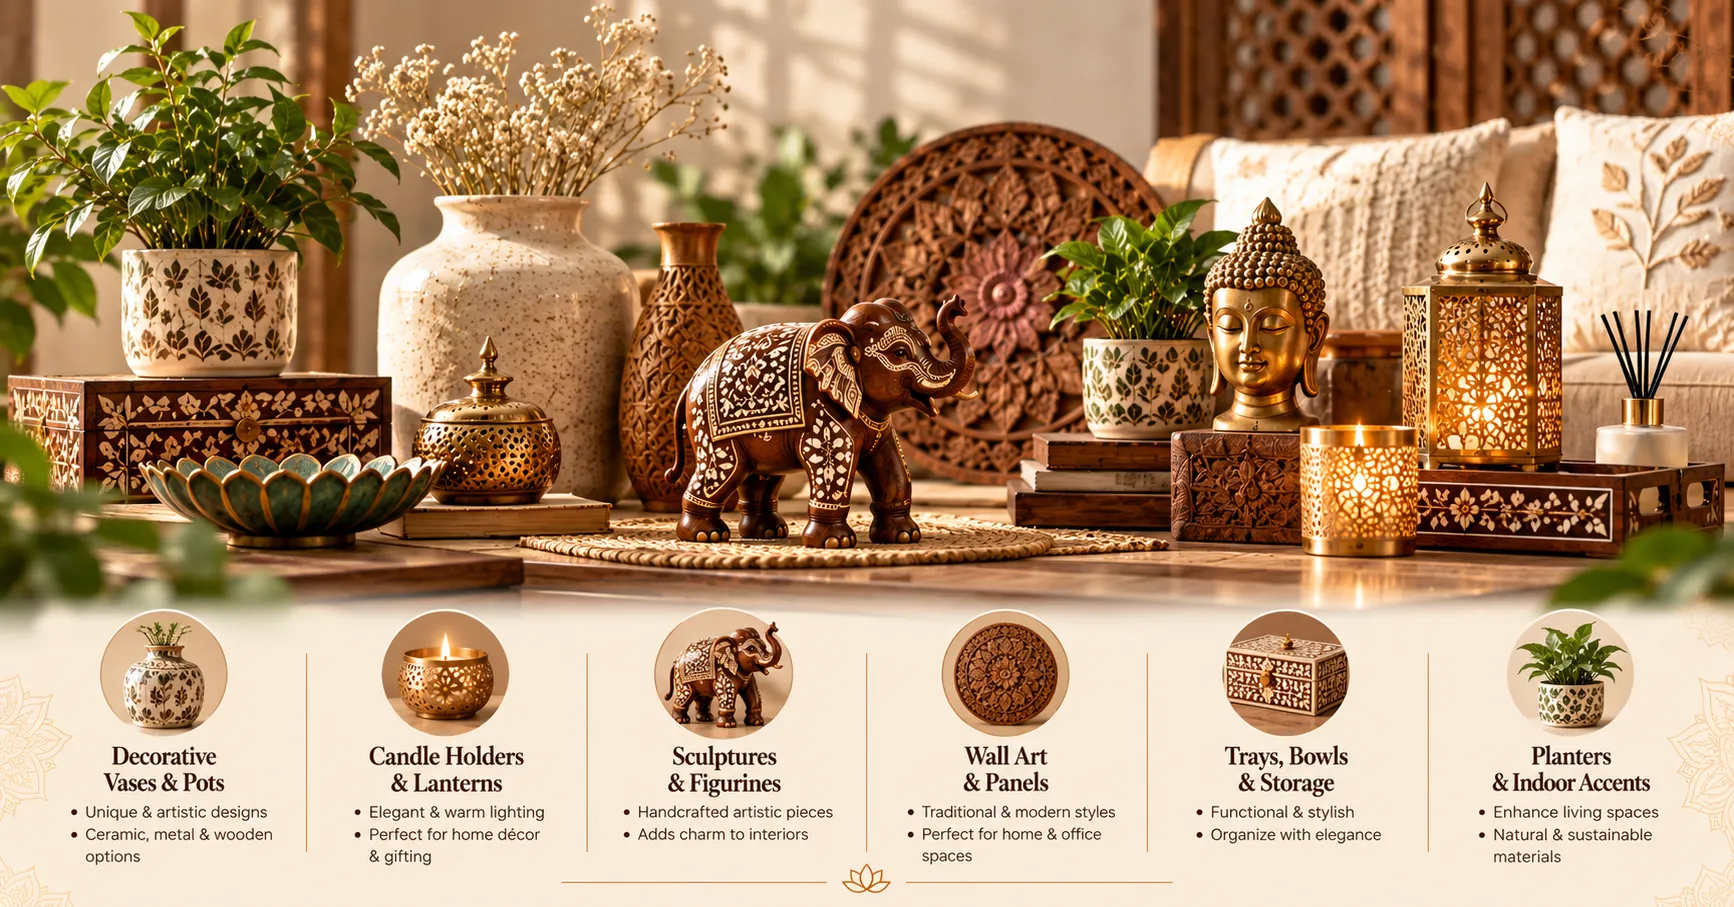 Decorative
Vases & Pots
• Unique & artistic designs
• Ceramic, metal & wooden
options
Candle Holders
& Lanterns
• Elegant & warm lighting
• Perfect for home décor
& gifting
Sculptures
& Figurines
• Handcrafted artistic pieces
• Adds charm to interiors
Wall Art
& Panels
• Traditional & modern styles
• Perfect for home & office
spaces
Trays, Bowls
& Storage
• Functional & stylish
• Organize with elegance
Planters
& Indoor Accents
• Enhance living spaces
• Natural & sustainable
materials